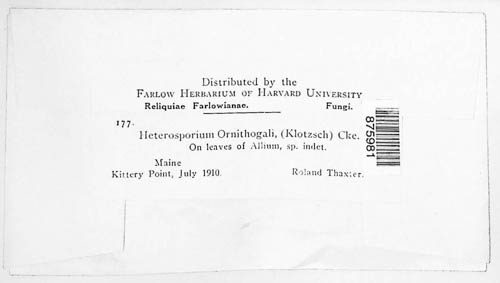 Distributed by the
FARLOW HERBARIUM OF HARVARD UNIVERSITY
Reliquiae Farlowianae. Fungi.
177.
Heterosporium Ornithogali, (Klotzsch) Cke.
On leaves of Allium, sp. indet.
Maine
Kittery Point, July 1910. Roland Thaxter.
875981